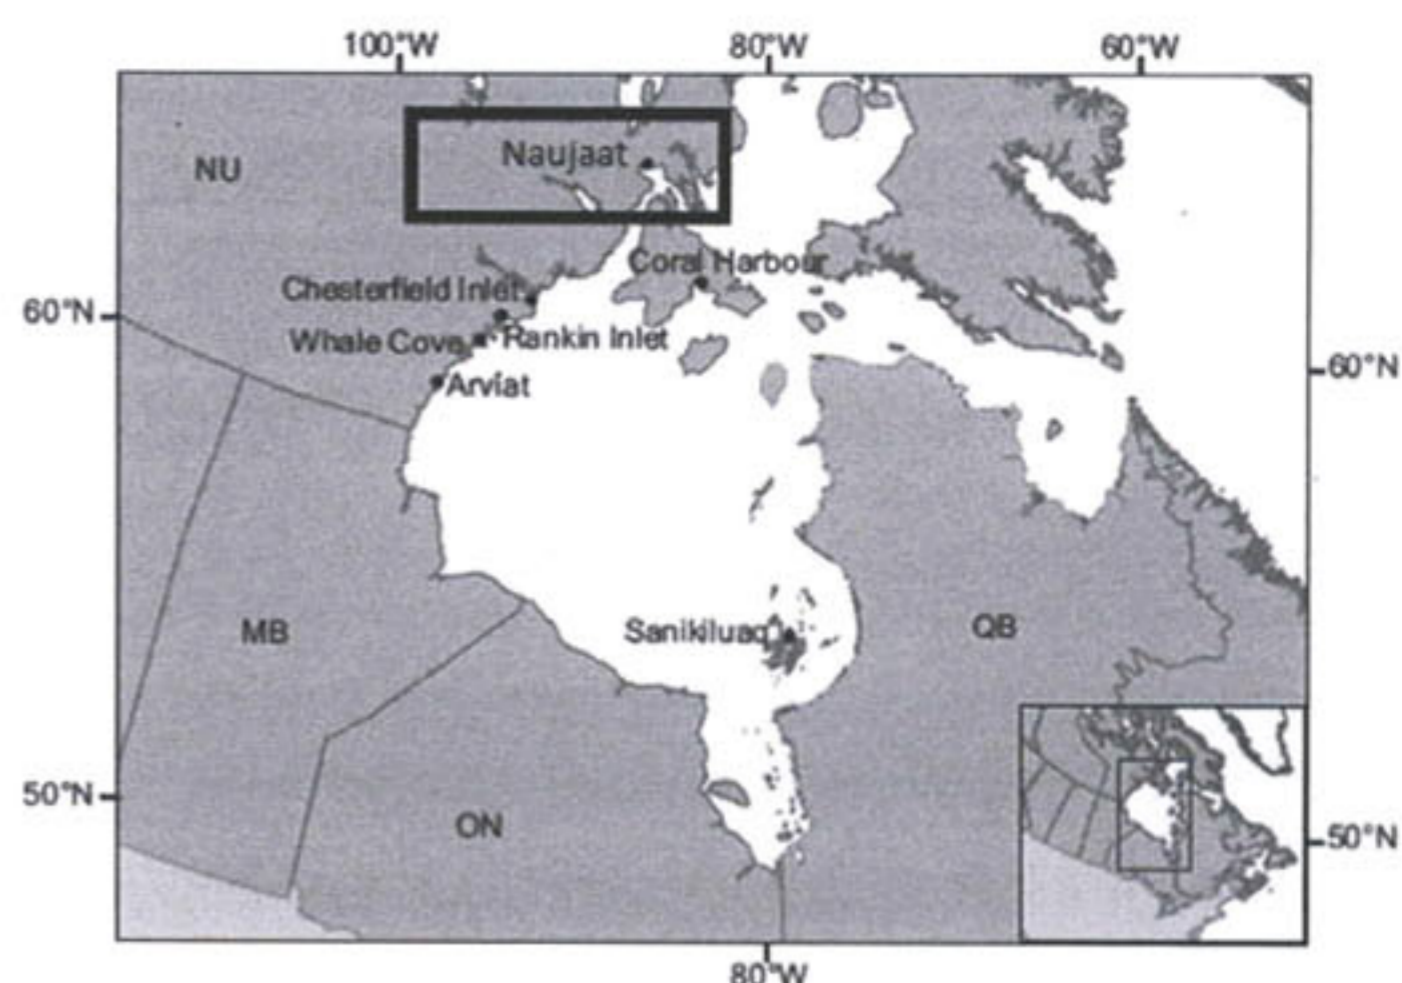 100°W 80°W 60°W
NU
Naujaat
Coral Harbour
Chesterfield Inlet
60°N
Whale Cove Rankin Inlet
60°N
Arviat
Sanikiluaq
MB
QB
50°N
ON
50°N
80°W